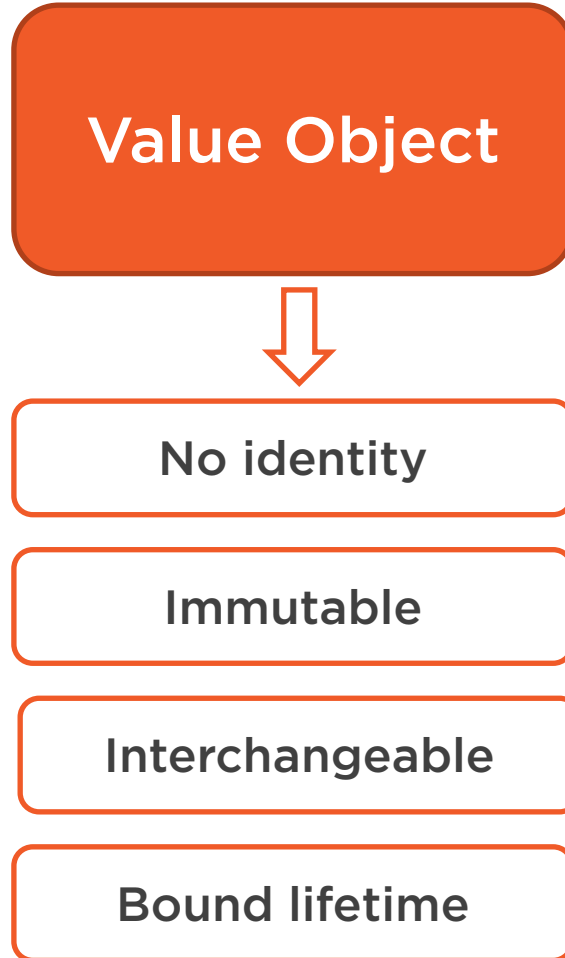 Value Object
No identity
Immutable
Interchangeable
Bound lifetime